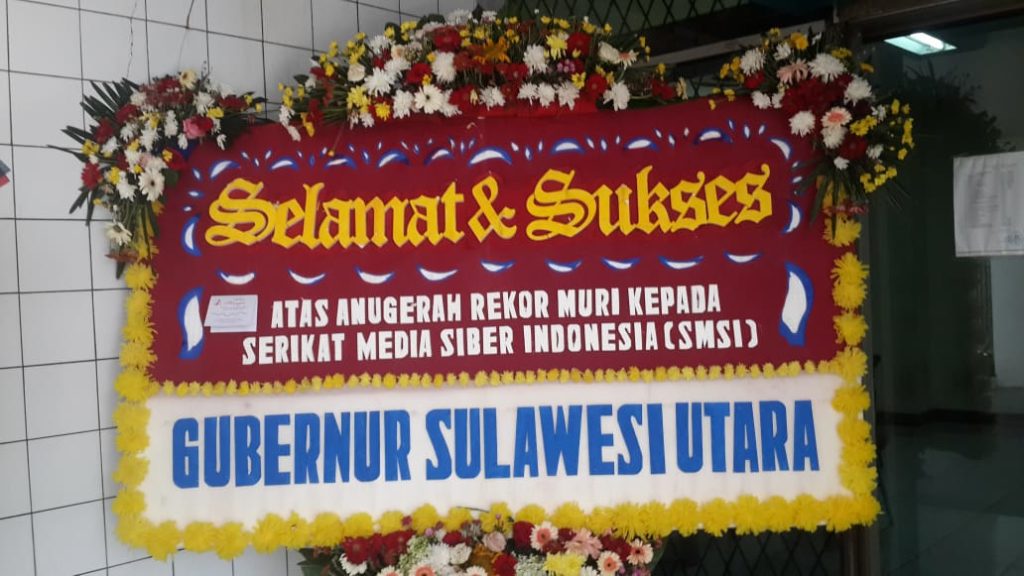 Selamat & Sukses
ATAS ANUGERAH REKOR MURI KEPADA
SERIKAT MEDIA SIBER INDONESIA (SMSI)
GUBERNUR SULAWESI UTARA